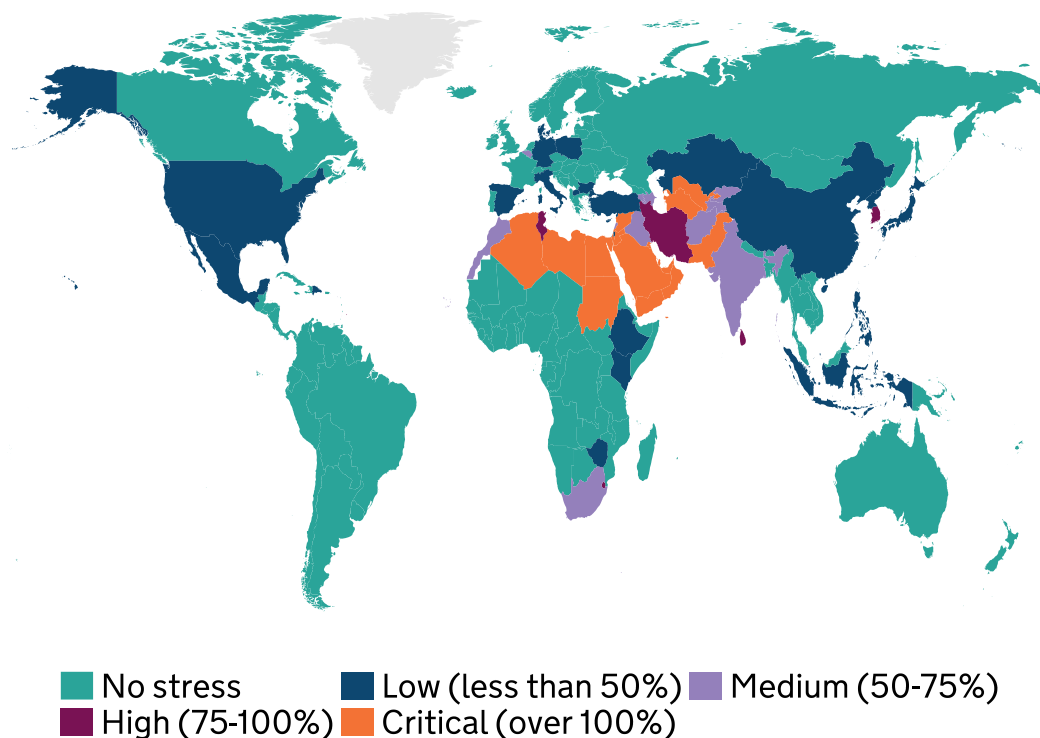 No stress Low (less than 50%) Medium (50-75%)
High (75-100%) Critical (over 100%)